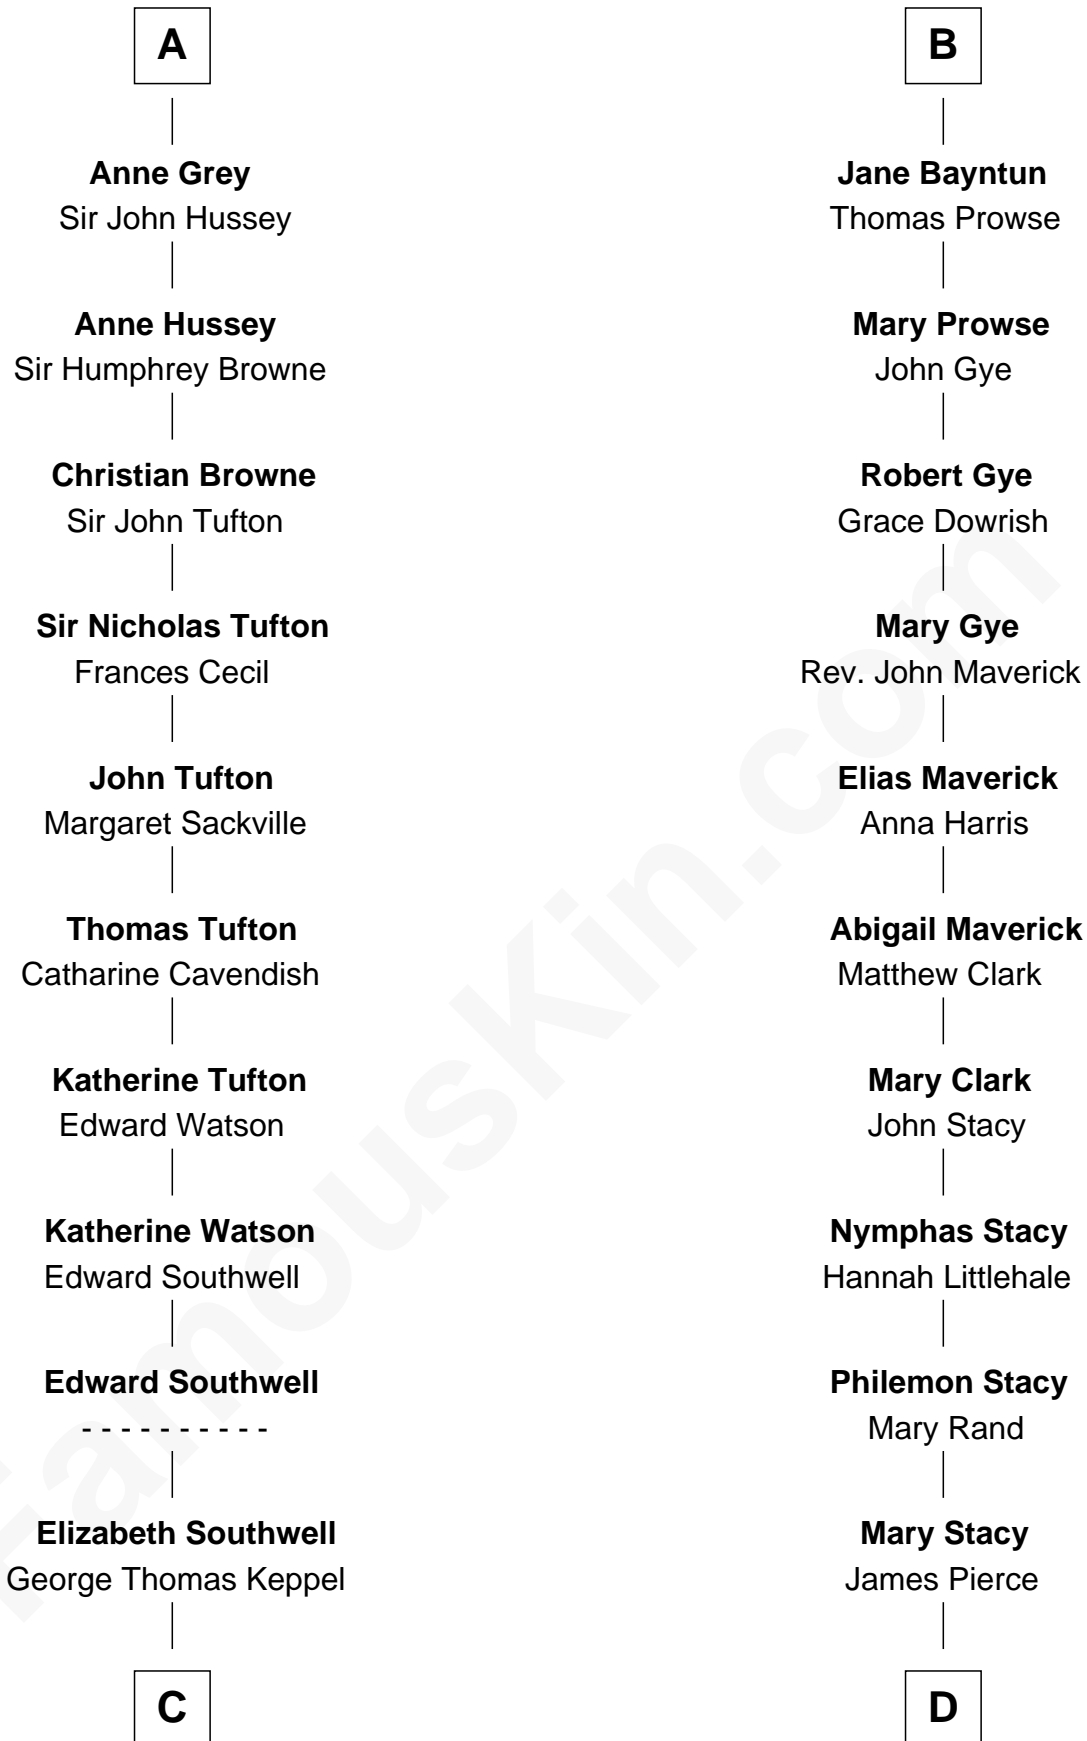 A
Anne Grey
Sir John Hussey
Anne Hussey
Sir Humphrey Browne
Christian Browne
Sir John Tufton
Sir Nicholas Tufton
Frances Cecil
John Tufton
Margaret Sackville
Thomas Tufton
Catharine Cavendish
Katherine Tufton
Edward Watson
Katherine Watson
Edward Southwell
Edward Southwell
- - - - - - - - - -
Elizabeth Southwell
George Thomas Keppel
C
B
Jane Bayntun
Thomas Prowse
Mary Prowse
John Gye
Robert Gye
Grace Dowrish
Mary Gye
Rev. John Maverick
Elias Maverick
Anna Harris
Abigail Maverick
Matthew Clark
Mary Clark
John Stacy
Nymphas Stacy
Hannah Littlehale
Philemon Stacy
Mary Rand
Mary Stacy
James Pierce
D
FamousKin.com